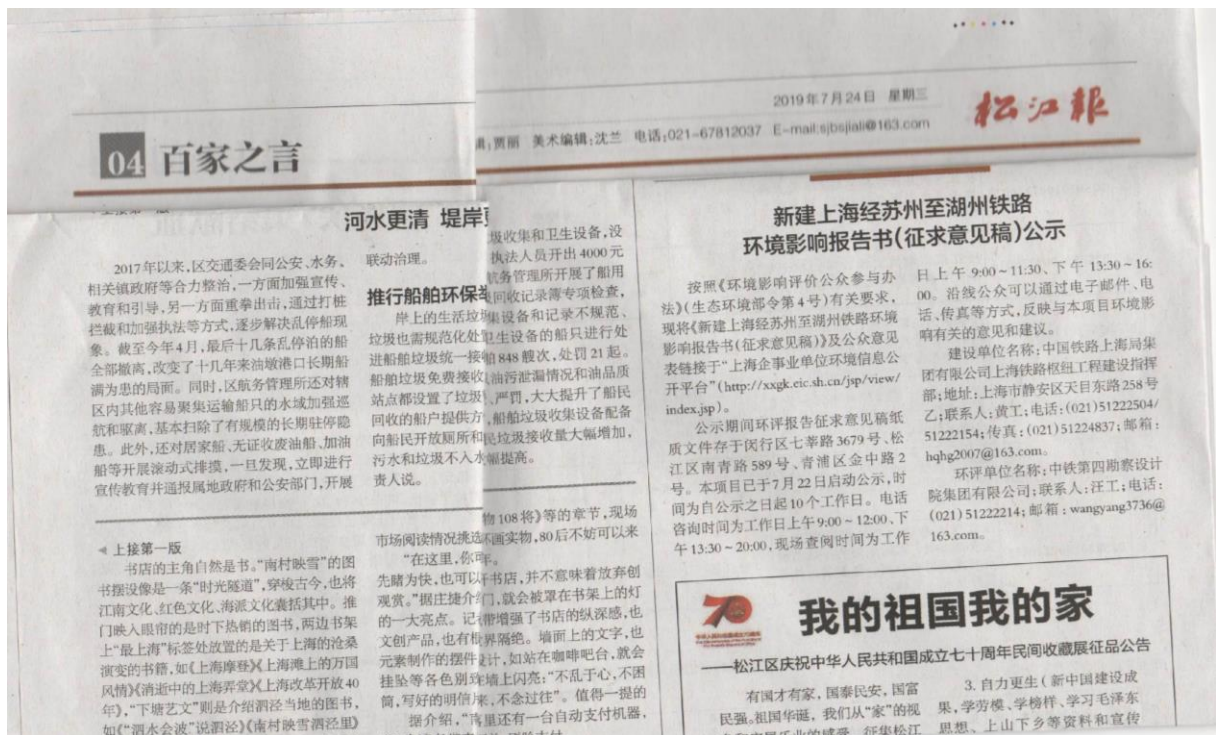 2019年7月24日 星期三
松江報
04 百家之言
辑:贾丽 美术编辑:沈兰 电话:021-67812037 E-mail:sjbsjiali@163.com
河水更清 堤岸
2017年以来,区交通委会同公安、水务、
相关镇政府等合力整治,一方面加强宣传、
教育和引导,另一方面重拳出击,通过打桩
拦截和加强执法等方式,逐步解决乱停船现
象。截至今年4月,最后十几条乱停泊的船
全部撤离,改变了十几年来油墩港口长期船
满为患的局面。同时,区航务管理所还对辖
区内其他容易聚集运输船只的水域加强巡
航和驱离,基本扫除了有规模的长期驻停隐
患。此外,还对居家船、无证收废油船、加油
船等开展滚动式排摸,一旦发现,立即进行
宣传教育并通报属地政府和公安部门,开展
联动治理。
推行船舶环保
岸上的生活垃
垃圾也需规范化处
进船舶垃圾统一接
船舶垃圾免费接收
站点都设置了垃圾
回收的船户提供方
向船民开放厕所和
污水和垃圾不入水
责人说。
圾收集和卫生设备,没
执法人员开出4000元
航务管理所开展了船用
回收记录簿专项检查,
集设备和记录不规范、
卫生设备的船只进行处
848艘次,处罚21起。
油污泄漏情况和油品质
、严罚,大大提升了船民
,船舶垃圾收集设备配备
民垃圾接收量大幅增加,
幅提高。
新建上海经苏州至湖州铁路
环境影响报告书(征求意见稿)公示
按照《环境影响评价公众参与办
法》(生态环境部令第4号)有关要求,
现将《新建上海经苏州至湖州铁路环境
影响报告书(征求意见稿)》及公众意见
表链接于“上海企事业单位环境信息公
开平台”(http://xxgk.eic.sh.cn/jsp/view/
index.jsp)。
公示期间环评报告征求意见稿纸
质文件存于闵行区七莘路3679号、松
江区南青路589号、青浦区金中路2
号。本项目已于7月22日启动公示,时
间为自公示之日起10个工作日。电话
咨询时间为工作日上午9:00~12:00、下
午13:30~20:00,现场查阅时间为工作
日上午9:00~11:30、下午13:30~16:
00。沿线公众可以通过电子邮件、电
话、传真等方式,反映与本项目环境影
响有关的意见和建议。
建设单位名称:中国铁路上海局集
团有限公司上海铁路枢纽工程建设指挥
部;地址:上海市静安区天目东路258号
乙;联系人:黄工;电话:(021)51222504/
51222154;传真:(021)51224837;邮箱:
hqhg2007@163.com。
环评单位名称:中铁第四勘察设计
院集团有限公司;联系人:汪工;电话:
(021)51222214;邮箱:wangyang3736@
163.com。
◀ 上接第一版
书店的主角自然是书。“南村映雪”的图
书摆设像是一条“时光隧道”,穿梭古今,也将
江南文化、红色文化、海派文化囊括其中。推
门映入眼帘的是时下热销的图书,两边书架
上“最上海”标签处放置的是关于上海的沧桑
演变的书籍,如《上海摩登》《上海滩上的万国
风情》《消逝中的上海弄堂》《上海改革开放40
年》,“下塘艺文”则是介绍泗泾当地的图书,
如《“泗水会波”说泗泾》《南村映雪泗泾里》
市场阅读情况挑选
“在这里,你
先睹为快,也可以
观赏。”据庄捷介
的一大亮点。记
文创产品,也有
元素制作的摆件
挂坠等各色别
筒,写好的明信
据介绍,“
物108将》等的章节,现场
环画实物,80后不妨可以来
年。
开书店,并不意味着放弃创
门,就会被罩在书架上的灯
带增强了书店的纵深感,也
界隔绝。墙面上的文字,也
设计,如站在咖啡吧台,就会
墙上闪亮:“不乱于心,不困
来,不念过往”。值得一提的
里还有一台自动支付机器,
我的祖国我的家
——松江区庆祝中华人民共和国成立七十周年民间收藏展征品公告
有国才有家,国泰民安,国富
民强。祖国华诞,我们从“家”的视
3. 自力更生(新中国建设成
果,学劳模、学榜样、学习毛泽东
思想、上山下乡等资料和宣传